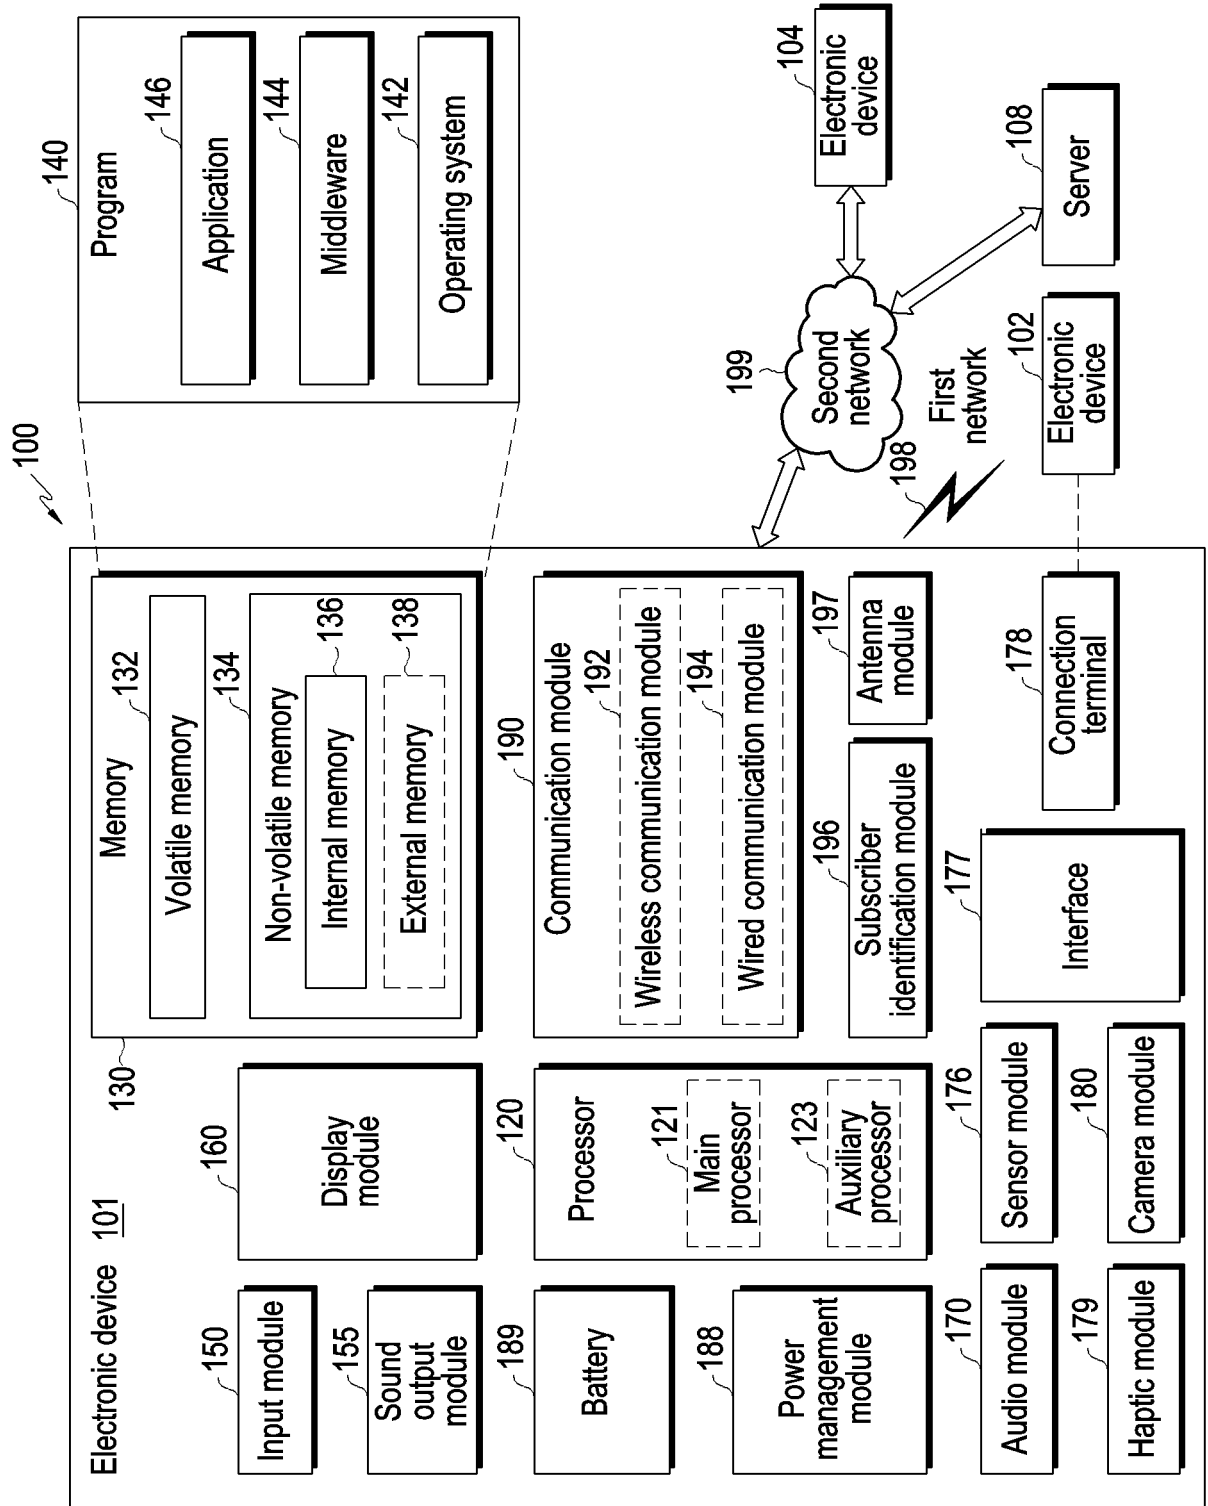 100
Electronic device 101
150
Input module
155
Sound
output
module
189
Battery
188
Power
management
module
170
Audio module
179
Haptic module
160
Display
module
120
Processor
121
Main
processor
123
Auxiliary
processor
176
Sensor module
180
Camera module
130
Memory
132
Volatile memory
134
Non-volatile memory
136
Internal memory
138
External memory
190
Communication module
192
Wireless communication module
194
Wired communication module
196
Subscriber
identification module
197
Antenna
module
177
Interface
178
Connection
terminal
140
Program
146
Application
144
Middleware
142
Operating system
199
Second
network
198
First
network
104
Electronic
device
108
Server
102
Electronic
device